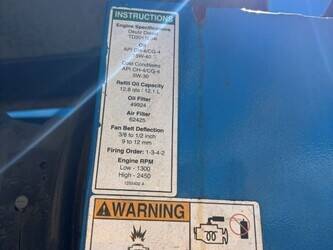 INSTRUCTIONS
Engine Specifications
Deutz Diesel
Oil
API CH-4/CG-4
15W-40
Cold Conditions
API CH-4/CG-4
5W-30
Refill Oil Capacity
12.8 qts / 12.1 L
Oil Filter
49924
Air Filter
62425
Fan Belt Deflection
3/8 to 1/2 inch
9 to 12 mm
Firing Order: 1-3-4-2
Engine RPM
Low - 1300
High - 2450
WARNING